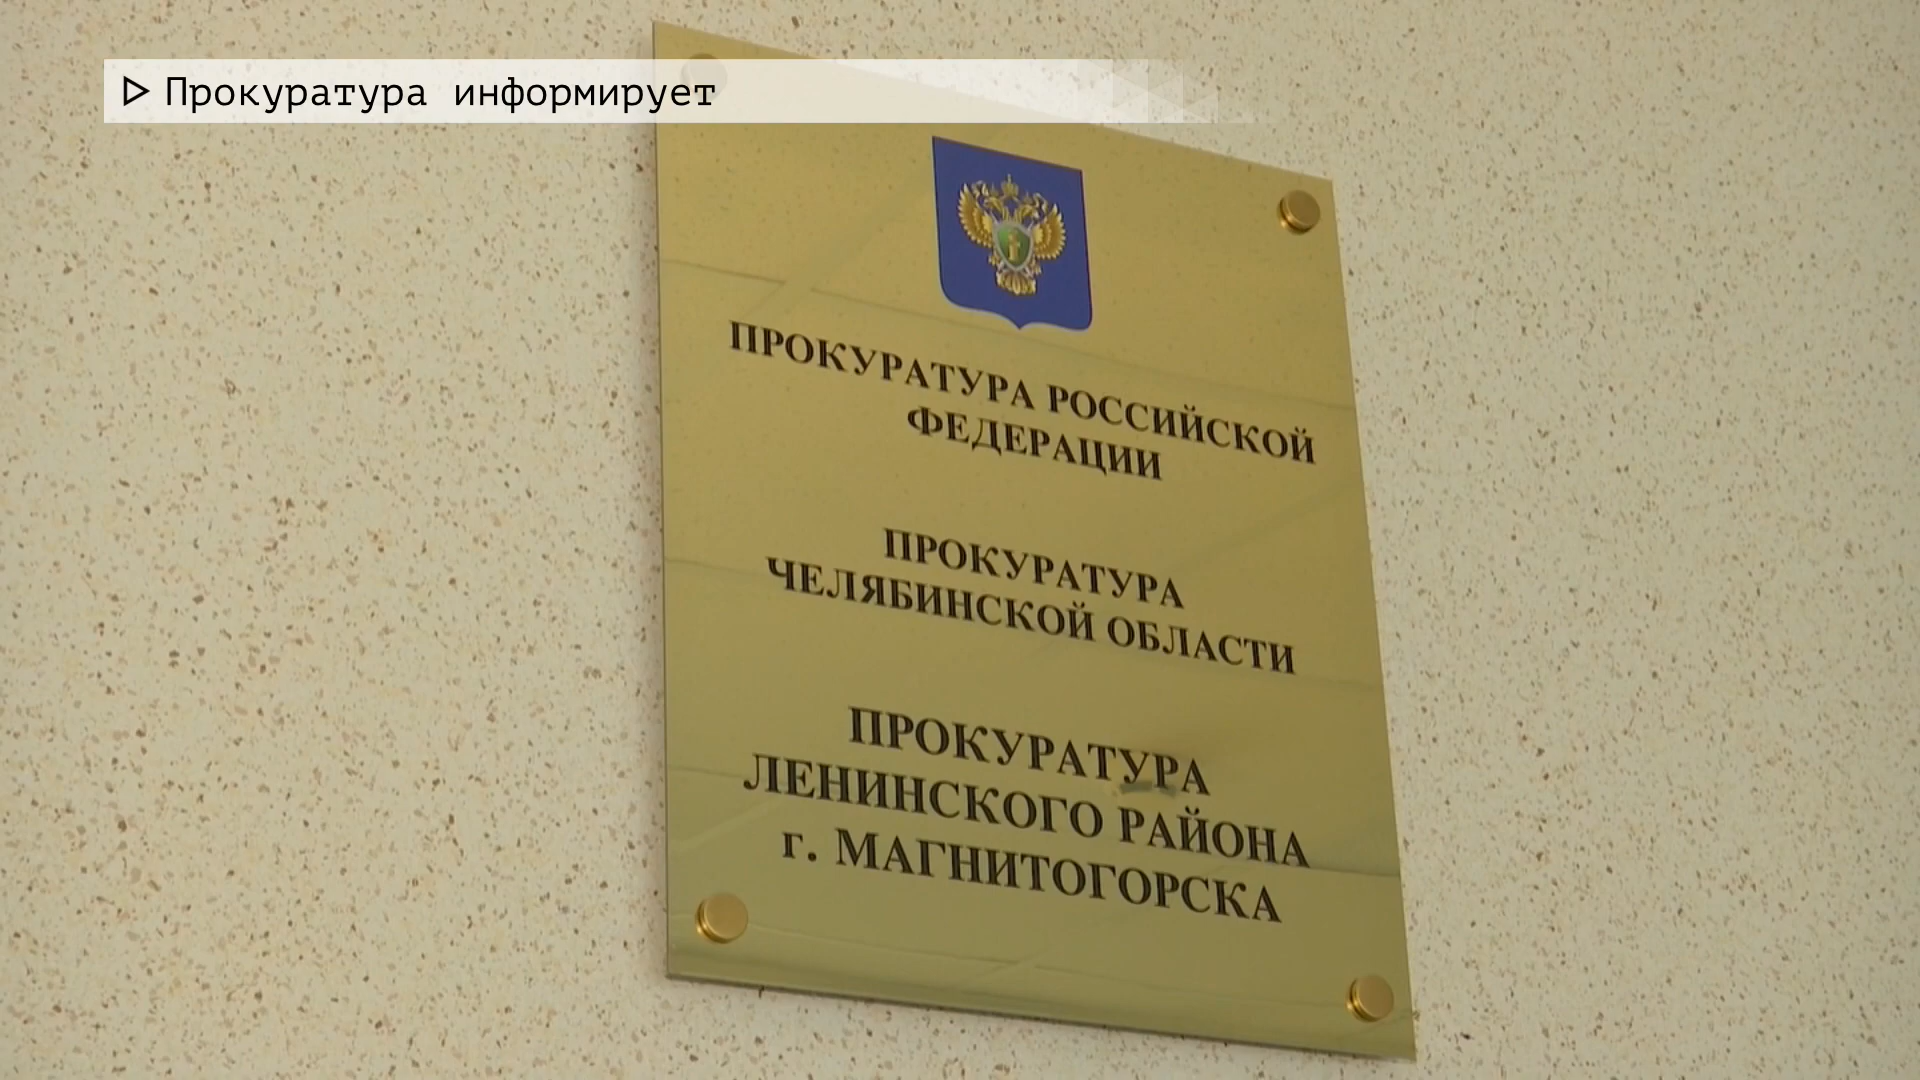 Прокуратура информирует
ПРОКУРАТУРА РОССИЙСКОЙ
ФЕДЕРАЦИИ
ПРОКУРАТУРА
ЧЕЛЯБИНСКОЙ ОБЛАСТИ
ПРОКУРАТУРА
ЛЕНИНСКОГО РАЙОНА
г. МАГНИТОГОРСКА